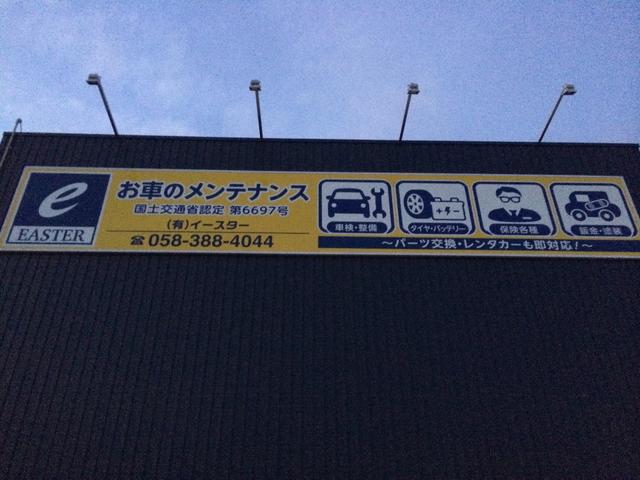 e
EASTER
お車のメンテナンス
国土交通省認定 第6697号
(有)イースター
☎058-388-4044
車検・整備
タイヤ・バッテリー
保険各種
鈑金・塗装
～パーツ交換・レンタカーも即対応！～